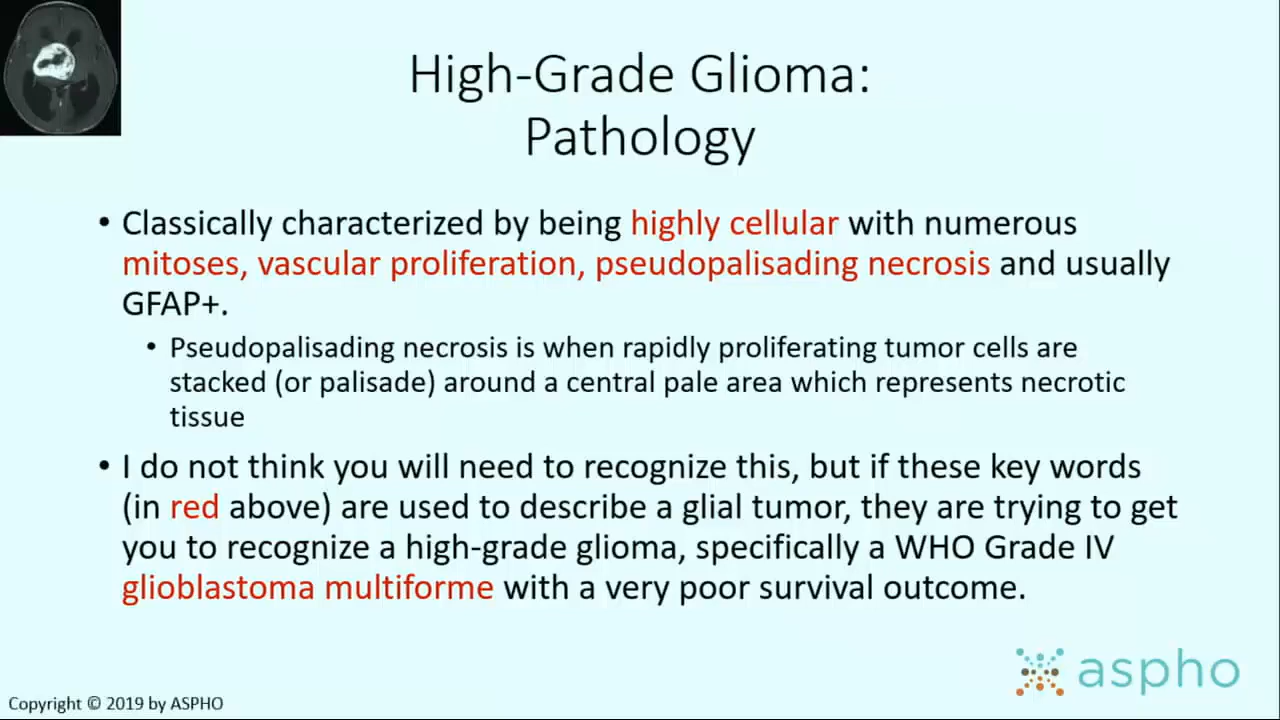 High-Grade Glioma:
Pathology
• Classically characterized by being highly cellular with numerous
mitoses, vascular proliferation, pseudopalisading necrosis and usually
GFAP+.
• Pseudopalisading necrosis is when rapidly proliferating tumor cells are
stacked (or palisade) around a central pale area which represents necrotic
tissue
• I do not think you will need to recognize this, but if these key words
(in red above) are used to describe a glial tumor, they are trying to get
you to recognize a high-grade glioma, specifically a WHO Grade IV
glioblastoma multiforme with a very poor survival outcome.
aspho
Copyright © 2019 by ASPHO